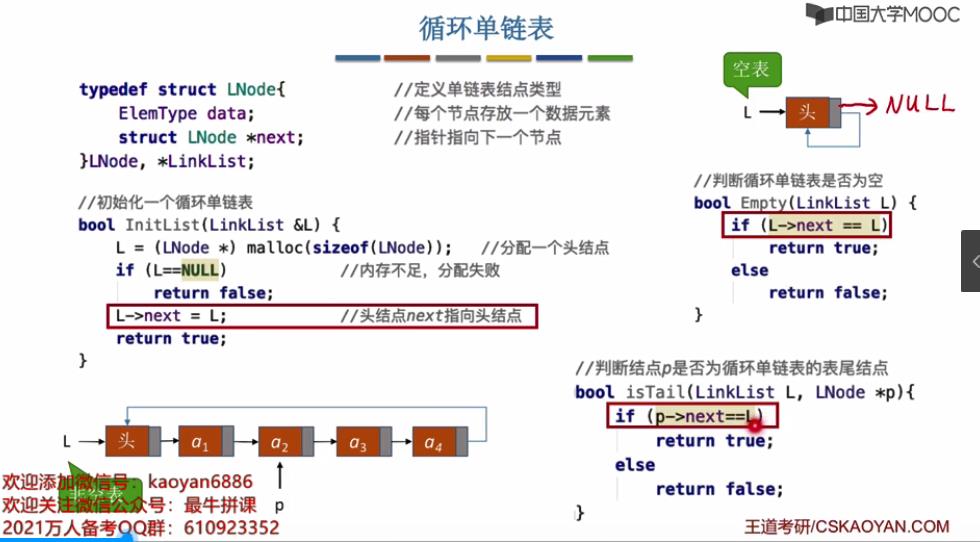 中国大学MOOC
循环单链表
typedef struct LNode{ //定义单链表结点类型
ElemType data; //每个节点存放一个数据元素
struct LNode *next; //指针指向下一个节点
}LNode, *LinkList;
空表
L
头
NULL
//初始化一个循环单链表
bool InitList(LinkList &L) {
L = (LNode *) malloc(sizeof(LNode)); //分配一个头结点
if (L==NULL) //内存不足，分配失败
return false;
L->next = L; //头结点next指向头结点
return true;
}
//判断循环单链表是否为空
bool Empty(LinkList L) {
if (L->next == L)
return true;
else
return false;
}
//判断结点p是否为循环单链表的表尾结点
bool isTail(LinkList L, LNode *p){
if (p->next==L)
return true;
else
return false;
}
L 头 a1 a2 a3 a4
p
欢迎添加微信号：kaoyan6886
欢迎关注微信公众号：最牛拼课
2021万人备考QQ群：610923352
王道考研/CSKAOYAN.COM